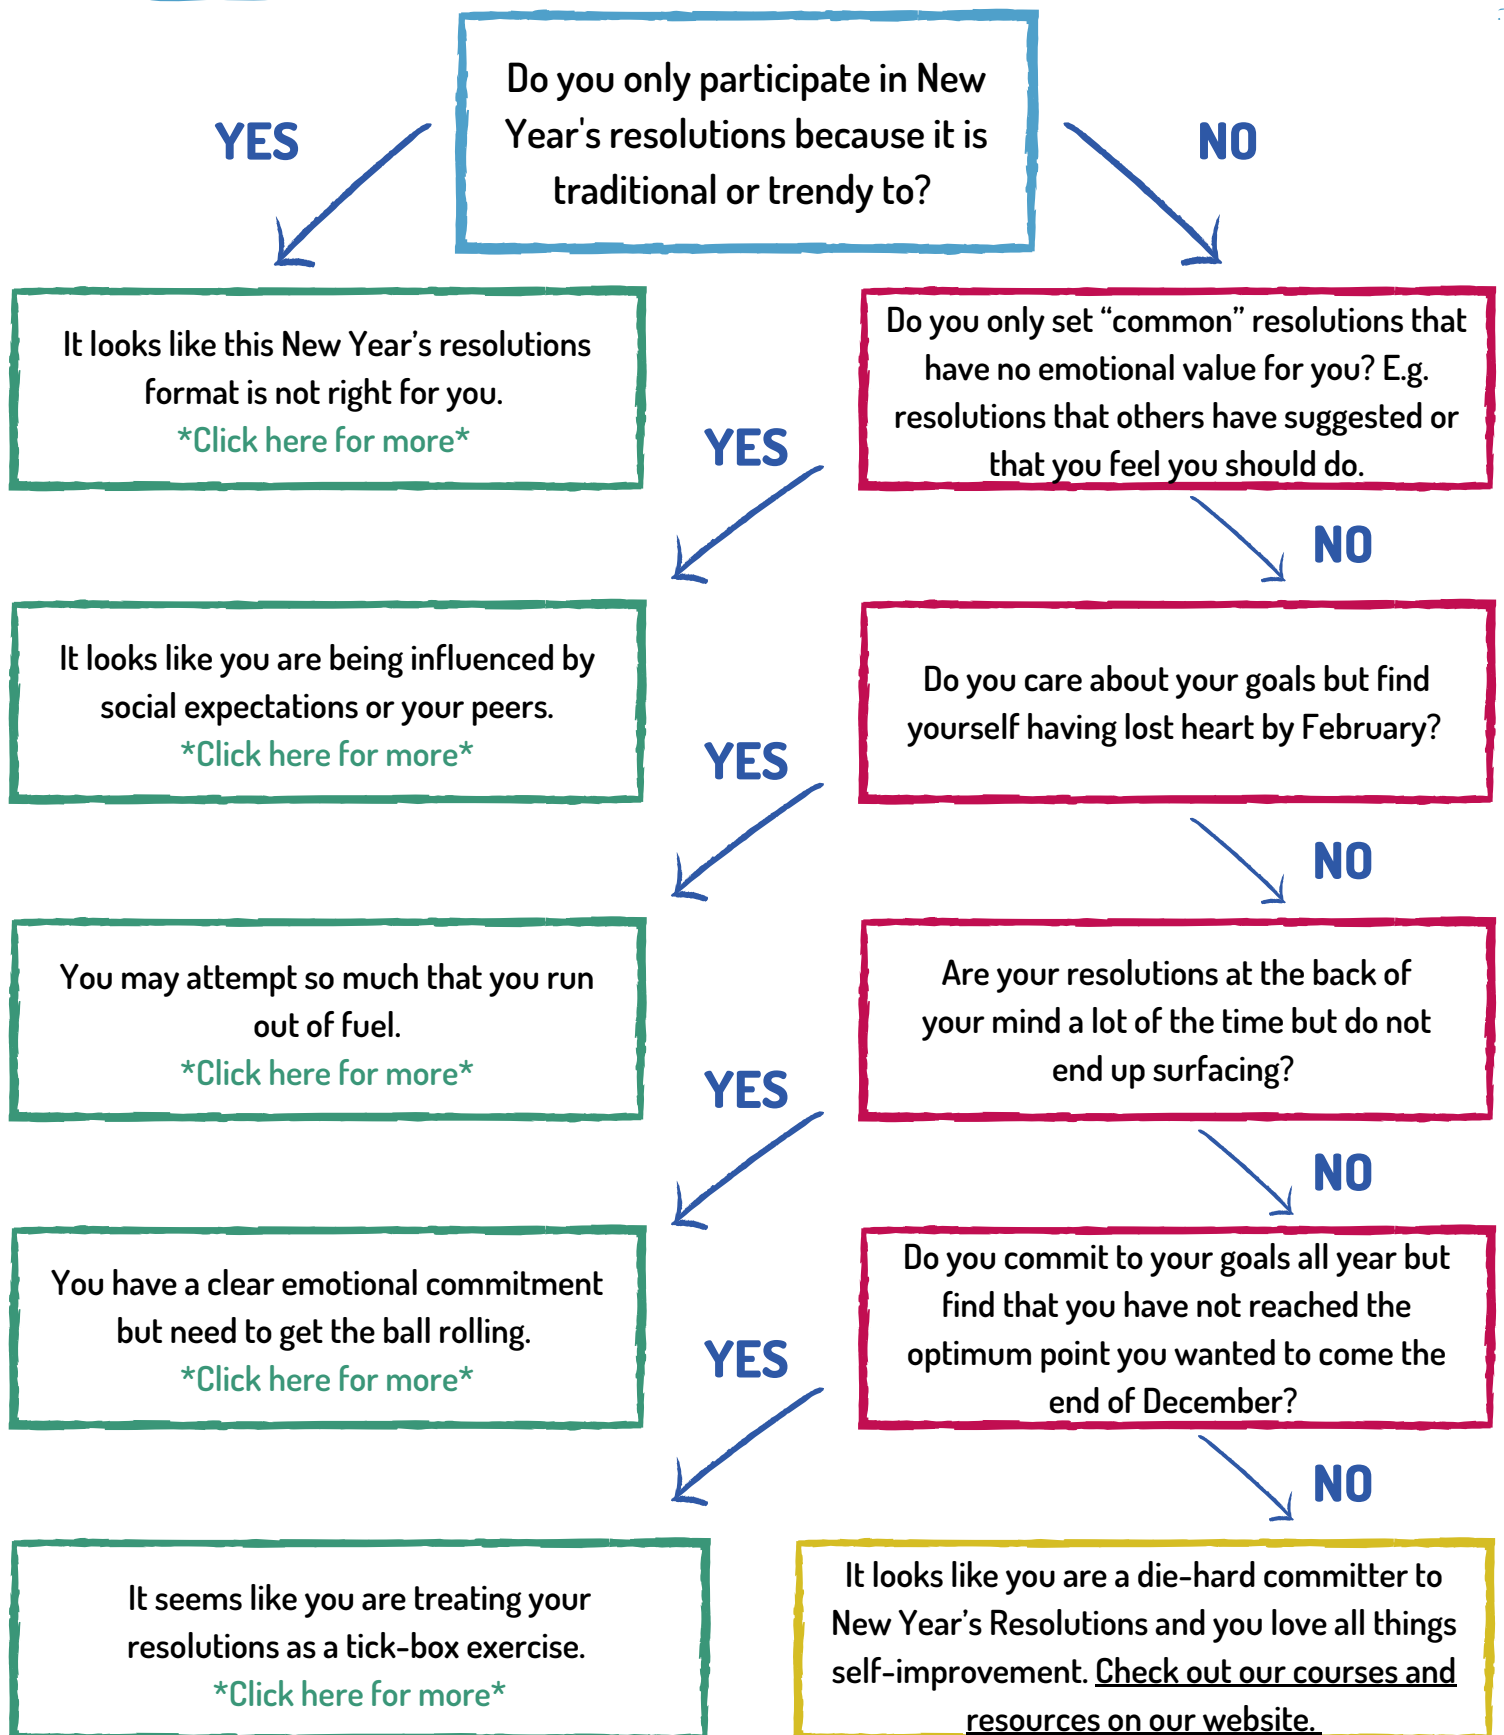 Do you only participate in New
Year's resolutions because it is
traditional or trendy to?
YES
NO
It looks like this New Year’s resolutions
format is not right for you.
*Click here for more*
Do you only set “common” resolutions that
have no emotional value for you? E.g.
resolutions that others have suggested or
that you feel you should do.
YES
NO
It looks like you are being influenced by
social expectations or your peers.
*Click here for more*
Do you care about your goals but find
yourself having lost heart by February?
YES
NO
You may attempt so much that you run
out of fuel.
*Click here for more*
Are your resolutions at the back of
your mind a lot of the time but do not
end up surfacing?
YES
NO
You have a clear emotional commitment
but need to get the ball rolling.
*Click here for more*
Do you commit to your goals all year but
find that you have not reached the
optimum point you wanted to come the
end of December?
YES
NO
It seems like you are treating your
resolutions as a tick-box exercise.
*Click here for more*
It looks like you are a die-hard committer to
New Year’s Resolutions and you love all things
self-improvement. Check out our courses and
resources on our website.